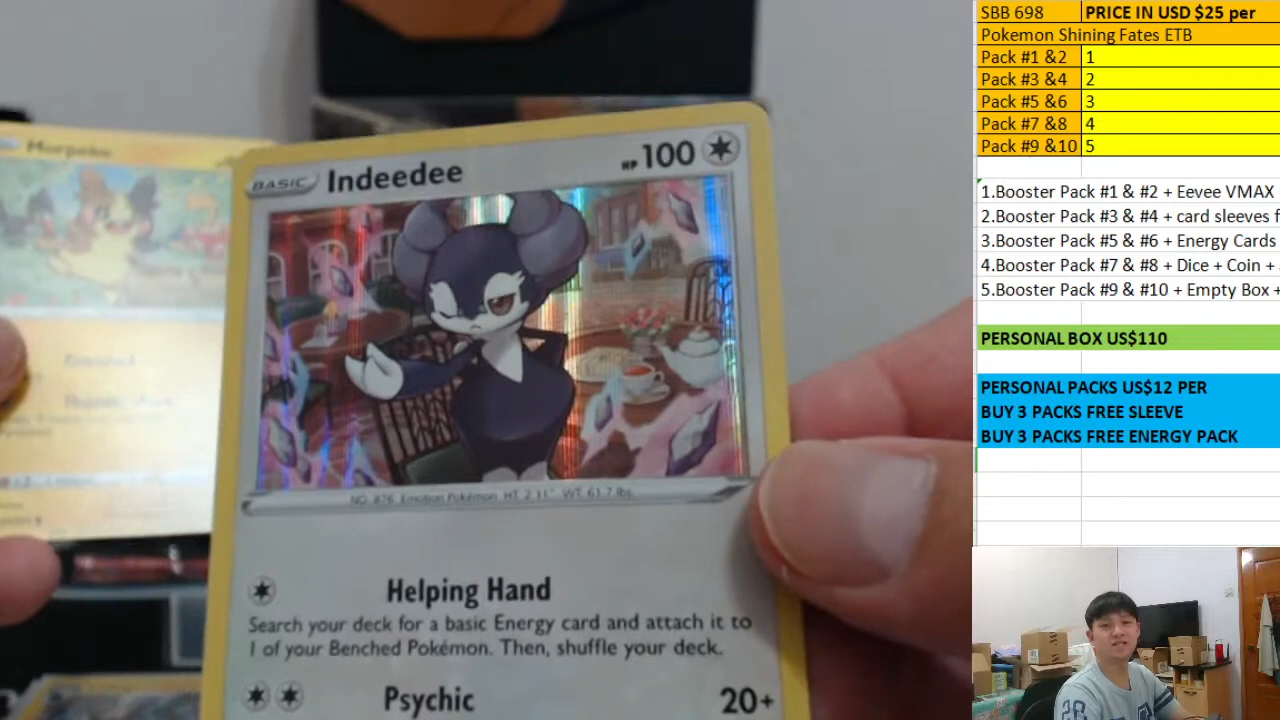 Morpeko
BASIC Indeedee HP 100
NO. 876 Emotion Pokémon HT. 2'11" WT. 61.7 lbs.
Helping Hand
Search your deck for a basic Energy card and attach it to
1 of your Benched Pokémon. Then, shuffle your deck.
Psychic 20+
SBB 698 PRICE IN USD $25 per
Pokemon Shining Fates ETB
Pack #1 &2 1
Pack #3 &4 2
Pack #5 &6 3
Pack #7 &8 4
Pack #9 &10 5
1.Booster Pack #1 & #2 + Eevee VMAX
2.Booster Pack #3 & #4 + card sleeves f
3.Booster Pack #5 & #6 + Energy Cards
4.Booster Pack #7 & #8 + Dice + Coin +
5.Booster Pack #9 & #10 + Empty Box +
PERSONAL BOX US$110
PERSONAL PACKS US$12 PER
BUY 3 PACKS FREE SLEEVE
BUY 3 PACKS FREE ENERGY PACK
28